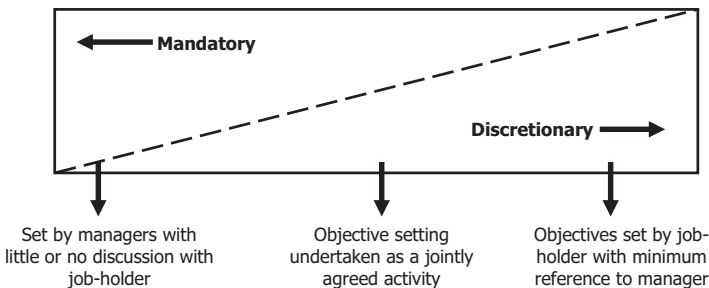 Mandatory
Discretionary
Set by managers with
little or no discussion with
job-holder
Objective setting
undertaken as a jointly
agreed activity
Objectives set by job-
holder with minimum
reference to manager